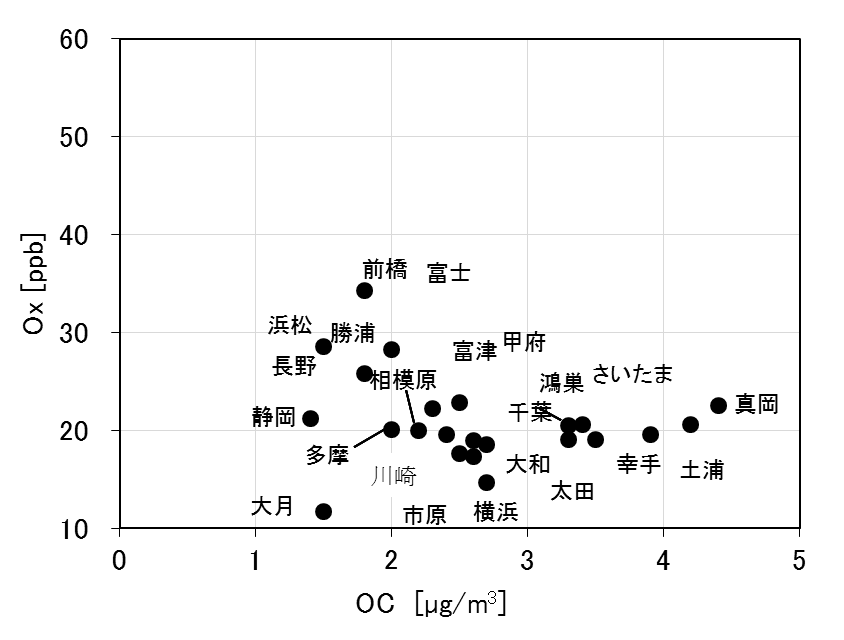 60
50
40
30
20
10
Ox [ppb]
前橋
富士
浜松
勝浦
長野
富津
甲府
相模原
鴻巣
さいたま
静岡
千葉
真岡
多摩
川崎
大和
幸手
土浦
大月
市原
横浜
太田
0 1 2 3 4 5
OC [µg/m³]